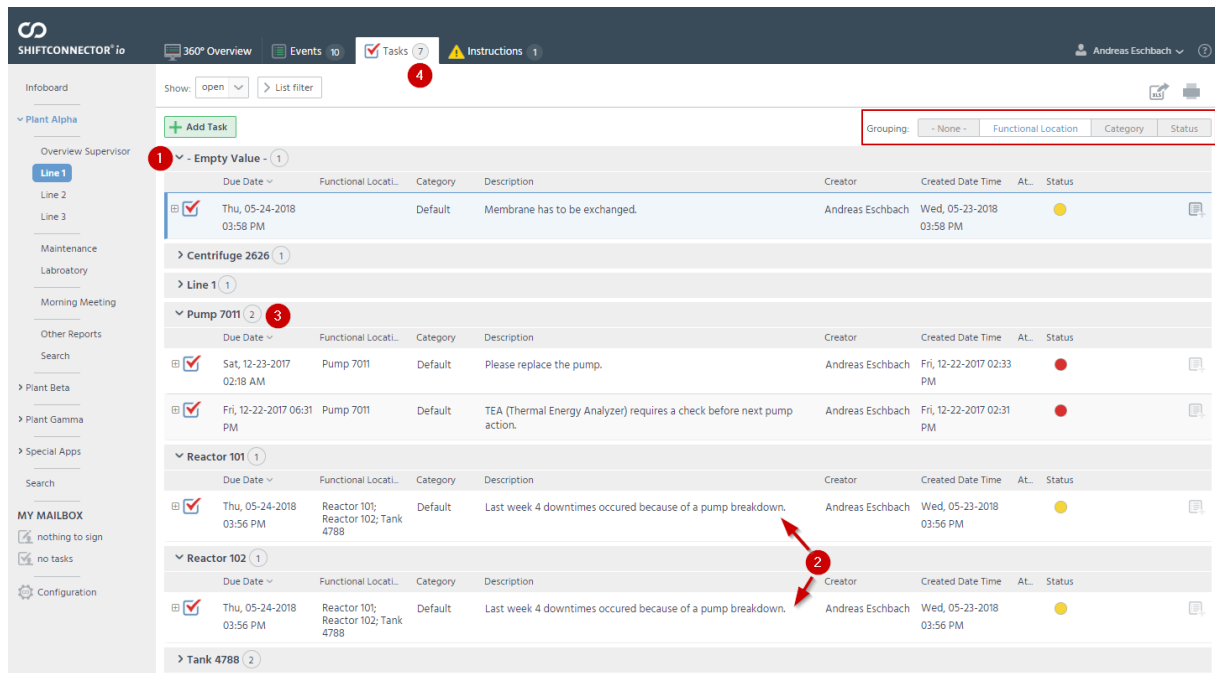 SHIFTCONNECTOR® io
360° Overview Events 10 Tasks 7 Instructions 1 Andreas Eschbach ?
4
Infoboard
Plant Alpha
Overview Supervisor
Line 1
Line 2
Line 3
Maintenance
Labroatory
Morning Meeting
Other Reports
Search
Plant Beta
Plant Gamma
Special Apps
Search
MY MAILBOX
nothing to sign
no tasks
Configuration
Show: open List filter
XLS
Add Task
Grouping: - None - Functional Location Category Status
1 - Empty Value - 1
Due Date Functional Locati... Category Description Creator Created Date Time At... Status
Thu, 05-24-2018 Default Membrane has to be exchanged. Andreas Eschbach Wed, 05-23-2018
03:58 PM 03:58 PM
Centrifuge 2626 1
Line 1 1
Pump 7011 2 3
Due Date Functional Locati... Category Description Creator Created Date Time At... Status
Sat, 12-23-2017 Pump 7011 Default Please replace the pump. Andreas Eschbach Fri, 12-22-2017 02:33
02:18 AM PM
Fri, 12-22-2017 06:31 Pump 7011 Default TEA (Thermal Energy Analyzer) requires a check before next pump Andreas Eschbach Fri, 12-22-2017 02:31
PM action. PM
Reactor 101 1
Due Date Functional Locati... Category Description Creator Created Date Time At... Status
Thu, 05-24-2018 Reactor 101; Default Last week 4 downtimes occured because of a pump breakdown. Andreas Eschbach Wed, 05-23-2018
03:56 PM Reactor 102; Tank 03:56 PM
4788
2
Reactor 102 1
Due Date Functional Locati... Category Description Creator Created Date Time At... Status
Thu, 05-24-2018 Reactor 101; Default Last week 4 downtimes occured because of a pump breakdown. Andreas Eschbach Wed, 05-23-2018
03:56 PM Reactor 102; Tank 03:56 PM
4788
Tank 4788 2